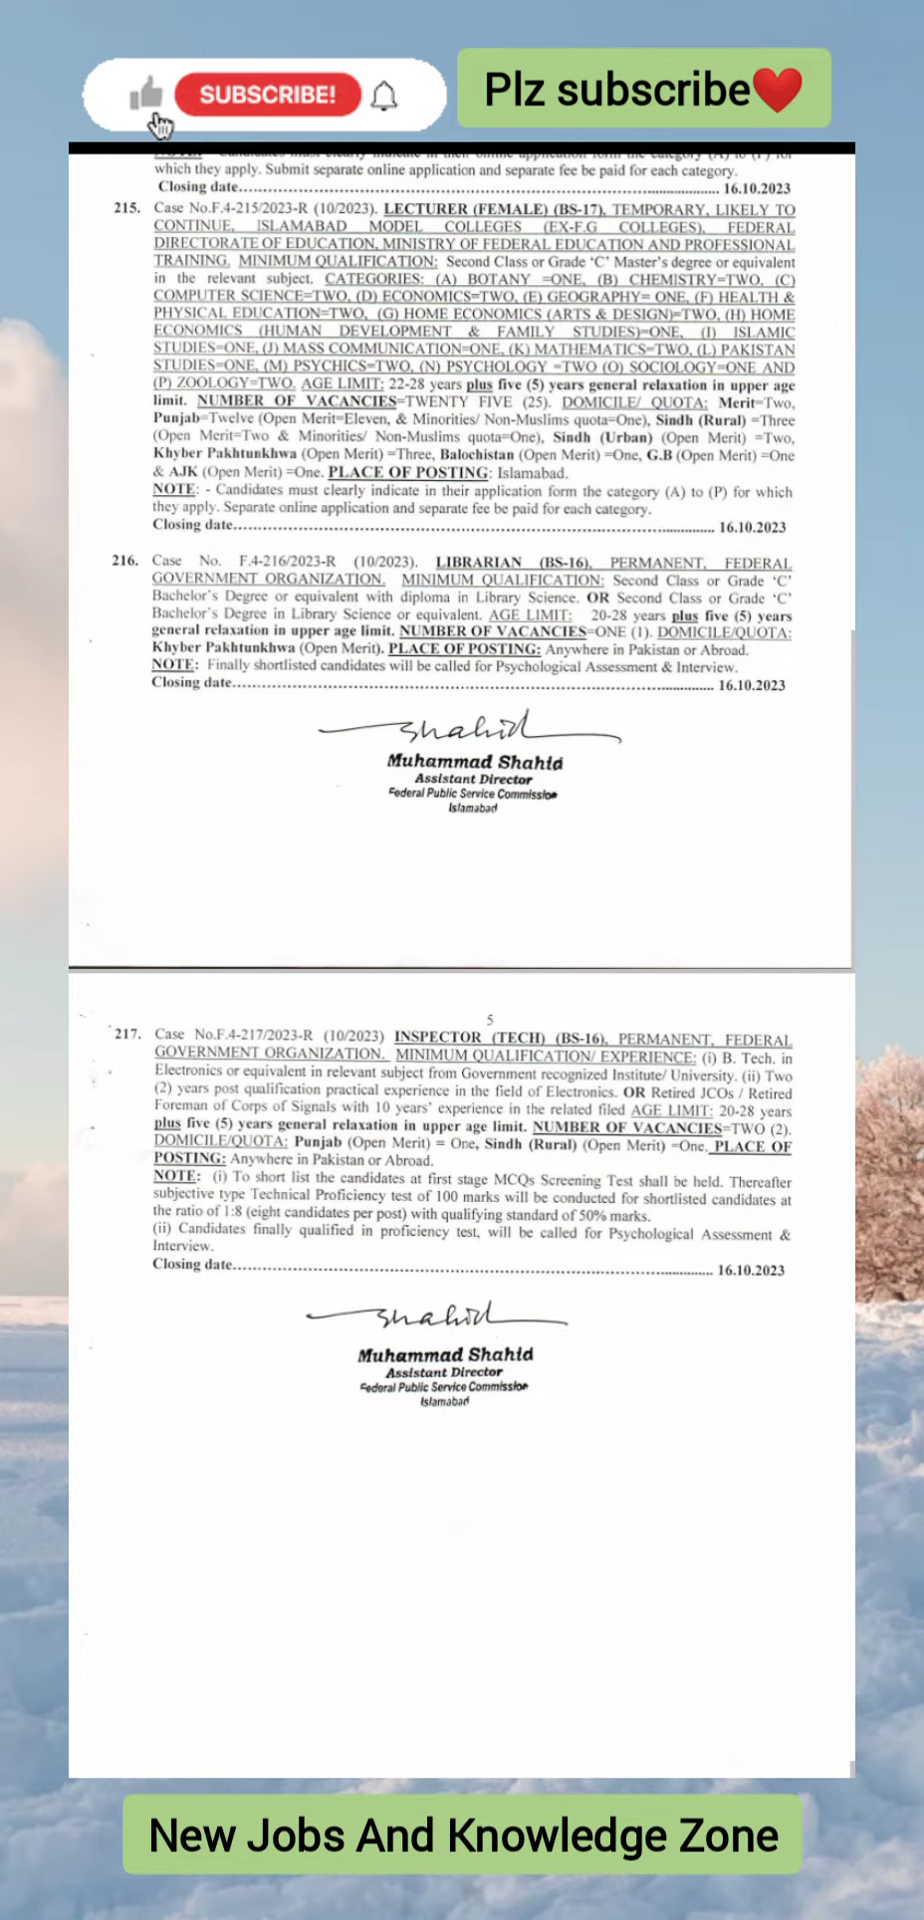 SUBSCRIBE!
Plz subscribe❤️
NOTE: - Candidates must clearly indicate in their online application form the category (A) to (F) for
which they apply. Submit separate online application and separate fee be paid for each category.
Closing date.......................................................................................................... 16.10.2023
215. Case No.F.4-215/2023-R (10/2023). LECTURER (FEMALE) (BS-17), TEMPORARY, LIKELY TO
CONTINUE, ISLAMABAD MODEL COLLEGES (EX-F.G COLLEGES), FEDERAL
DIRECTORATE OF EDUCATION, MINISTRY OF FEDERAL EDUCATION AND PROFESSIONAL
TRAINING. MINIMUM QUALIFICATION: Second Class or Grade ‘C’ Master’s degree or equivalent
in the relevant subject. CATEGORIES: (A) BOTANY =ONE, (B) CHEMISTRY=TWO, (C)
COMPUTER SCIENCE=TWO, (D) ECONOMICS=TWO, (E) GEOGRAPHY= ONE, (F) HEALTH &
PHYSICAL EDUCATION=TWO, (G) HOME ECONOMICS (ARTS & DESIGN)=TWO, (H) HOME
ECONOMICS (HUMAN DEVELOPMENT & FAMILY STUDIES)=ONE, (I) ISLAMIC
STUDIES=ONE, (J) MASS COMMUNICATION=ONE, (K) MATHEMATICS=TWO, (L) PAKISTAN
STUDIES=ONE, (M) PSYCHICS=TWO, (N) PSYCHOLOGY =TWO (O) SOCIOLOGY=ONE AND
(P) ZOOLOGY=TWO. AGE LIMIT: 22-28 years plus five (5) years general relaxation in upper age
limit. NUMBER OF VACANCIES=TWENTY FIVE (25). DOMICILE/ QUOTA: Merit=Two,
Punjab=Twelve (Open Merit=Eleven, & Minorities/ Non-Muslims quota=One), Sindh (Rural) =Three
(Open Merit=Two & Minorities/ Non-Muslims quota=One), Sindh (Urban) (Open Merit) =Two,
Khyber Pakhtunkhwa (Open Merit) =Three, Balochistan (Open Merit) =One, G.B (Open Merit) =One
& AJK (Open Merit) =One. PLACE OF POSTING: Islamabad.
NOTE: - Candidates must clearly indicate in their application form the category (A) to (P) for which
they apply. Separate online application and separate fee be paid for each category.
Closing date.......................................................................................................... 16.10.2023
216. Case No. F.4-216/2023-R (10/2023). LIBRARIAN (BS-16), PERMANENT, FEDERAL
GOVERNMENT ORGANIZATION. MINIMUM QUALIFICATION: Second Class or Grade ‘C’
Bachelor’s Degree or equivalent with diploma in Library Science. OR Second Class or Grade ‘C’
Bachelor’s Degree in Library Science or equivalent. AGE LIMIT: 20-28 years plus five (5) years
general relaxation in upper age limit. NUMBER OF VACANCIES=ONE (1). DOMICILE/QUOTA:
Khyber Pakhtunkhwa (Open Merit). PLACE OF POSTING: Anywhere in Pakistan or Abroad.
NOTE: Finally shortlisted candidates will be called for Psychological Assessment & Interview.
Closing date.......................................................................................................... 16.10.2023
Shahid
Muhammad Shahid
Assistant Director
Federal Public Service Commission
Islamabad
5
217. Case No.F.4-217/2023-R (10/2023) INSPECTOR (TECH) (BS-16), PERMANENT, FEDERAL
GOVERNMENT ORGANIZATION. MINIMUM QUALIFICATION/ EXPERIENCE: (i) B. Tech. in
Electronics or equivalent in relevant subject from Government recognized Institute/ University. (ii) Two
(2) years post qualification practical experience in the field of Electronics. OR Retired JCOs / Retired
Foreman of Corps of Signals with 10 years’ experience in the related filed AGE LIMIT: 20-28 years
plus five (5) years general relaxation in upper age limit. NUMBER OF VACANCIES=TWO (2).
DOMICILE/QUOTA: Punjab (Open Merit) = One, Sindh (Rural) (Open Merit) =One. PLACE OF
POSTING: Anywhere in Pakistan or Abroad.
NOTE: (i) To short list the candidates at first stage MCQs Screening Test shall be held. Thereafter
subjective type Technical Proficiency test of 100 marks will be conducted for shortlisted candidates at
the ratio of 1:8 (eight candidates per post) with qualifying standard of 50% marks.
(ii) Candidates finally qualified in proficiency test, will be called for Psychological Assessment &
Interview.
Closing date.......................................................................................................... 16.10.2023
Shahid
Muhammad Shahid
Assistant Director
Federal Public Service Commission
Islamabad
New Jobs And Knowledge Zone